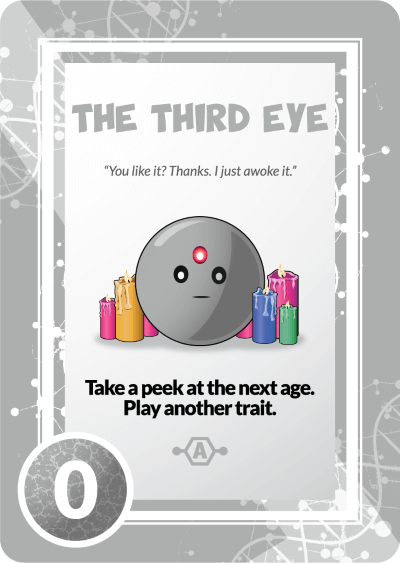 THE THIRD EYE
“You like it? Thanks. I just awoke it.”
Take a peek at the next age.
Play another trait.
A
0